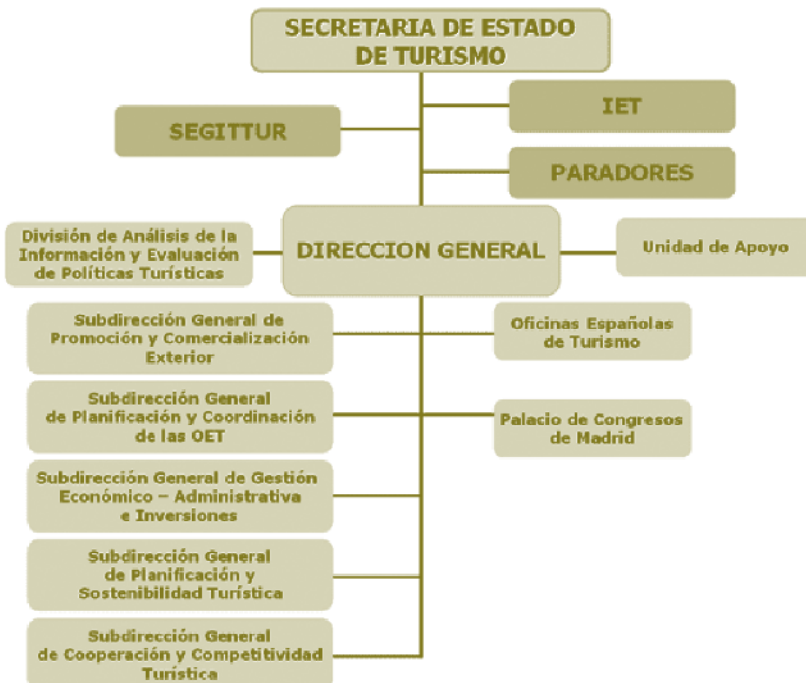 SECRETARIA DE ESTADO
DE TURISMO
IET
SEGITTUR
PARADORES
División de Análisis de la
Información y Evaluación
de Políticas Turísticas
DIRECCION GENERAL
Unidad de Apoyo
Subdirección General de
Promoción y Comercialización
Exterior
Oficinas Españolas
de Turismo
Subdirección General
de Planificación y Coordinación
de las OET
Palacio de Congresos
de Madrid
Subdirección General de Gestión
Económico – Administrativa
e Inversiones
Subdirección General
de Planificación y
Sostenibilidad Turística
Subdirección General
de Cooperación y Competitividad
Turística